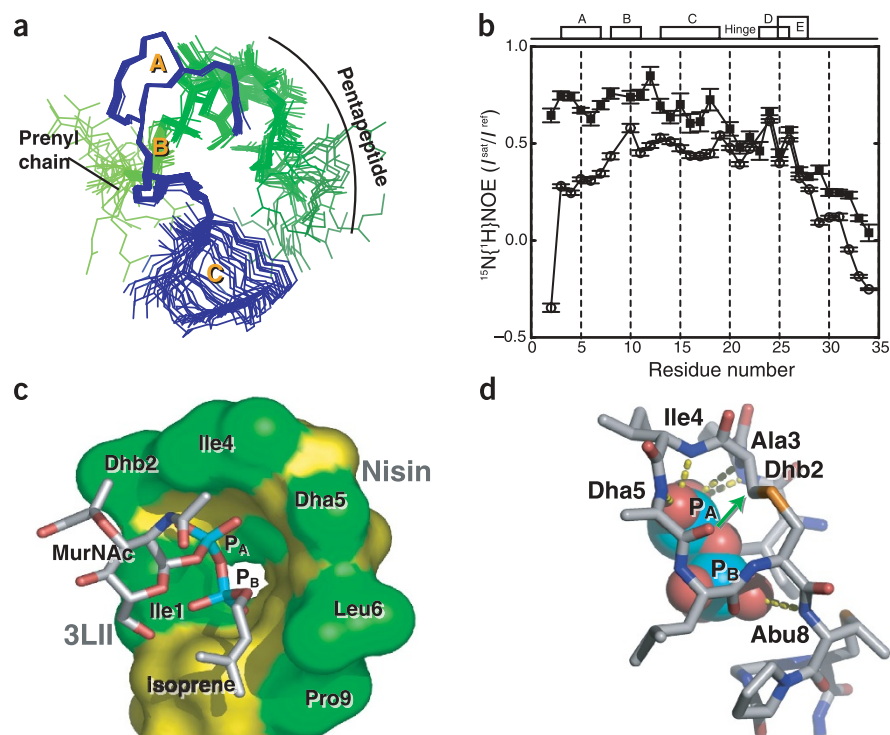 a
A
B
C
Prenyl
chain
Pentapeptide
b
A B C Hinge D E
¹⁵N{¹H}NOE (I sat/I ref)
1.0
0.5
0.0
–0.5
0 5 10 15 20 25 30 35
Residue number
c
Dhb2
Ile4
Nisin
Dha5
MurNAc
PA
PB
Ile1
Leu6
3LII
Isoprene
Pro9
d
Ile4
Ala3
Dhb2
Dha5
PA
PB
Abu8